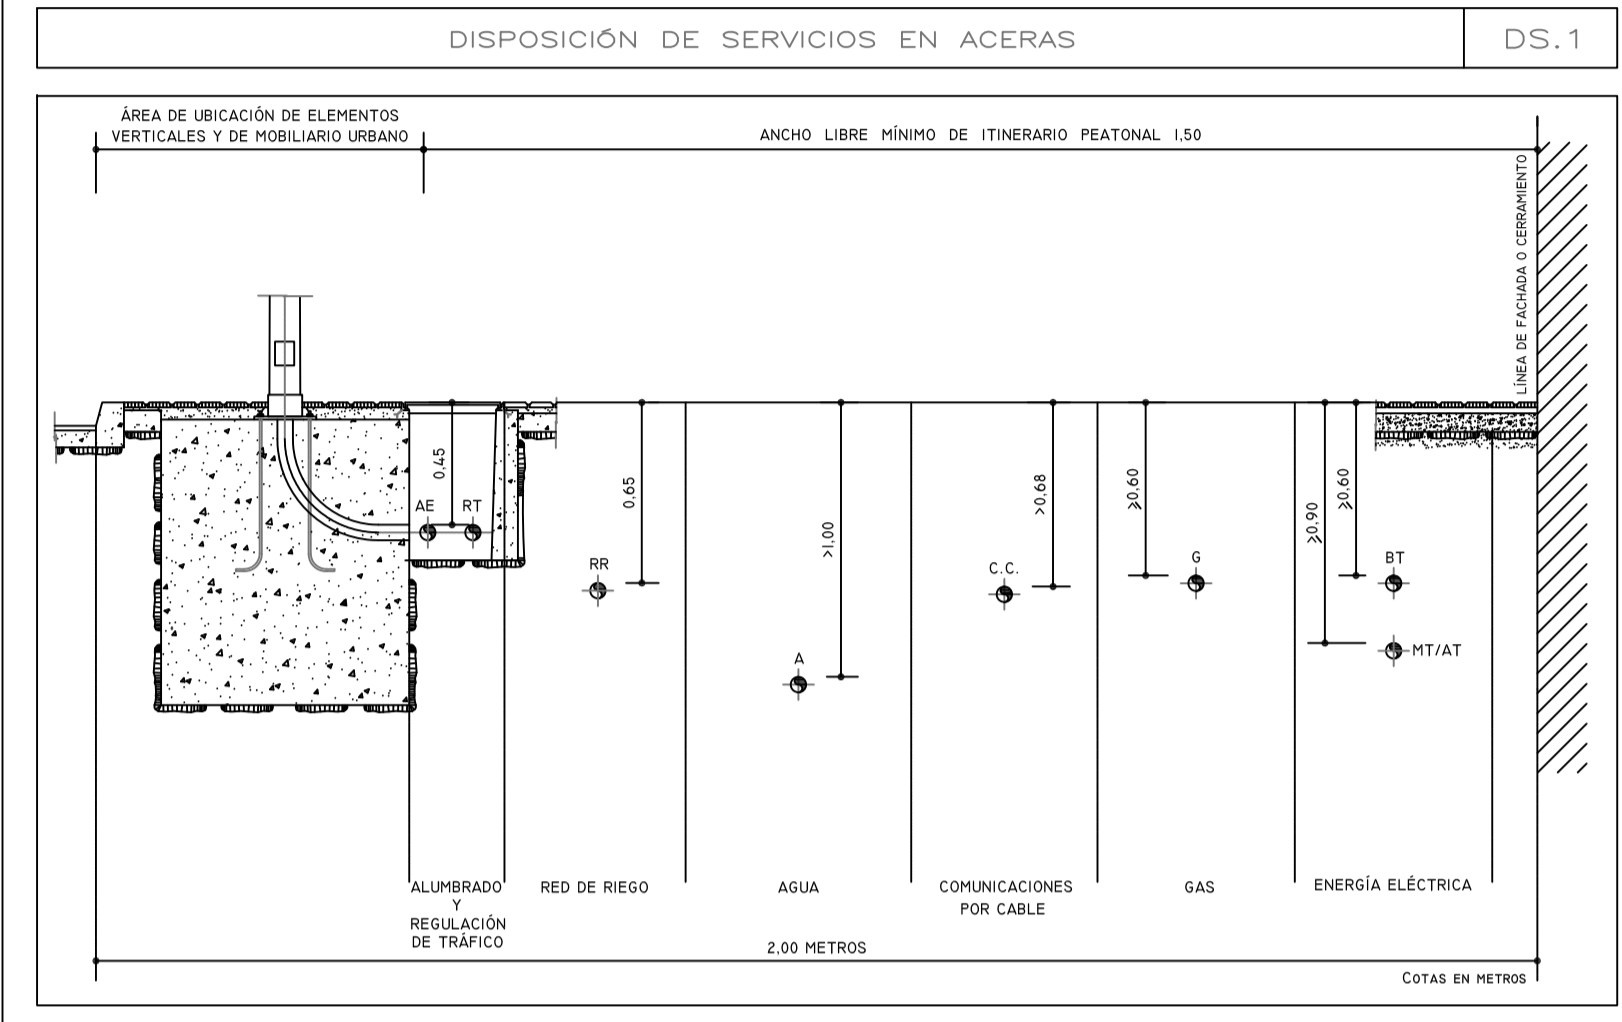 DISPOSICIÓN DE SERVICIOS EN ACERAS
DS.1
ÁREA DE UBICACIÓN DE ELEMENTOS
VERTICALES Y DE MOBILIARIO URBANO
ANCHO LIBRE MÍNIMO DE ITINERARIO PEATONAL 1,50
LÍNEA DE FACHADA O CERRAMIENTO
0,45
AE
RT
0,65
RR
>1,00
A
>0,68
C.C.
≥0,60
G
≥0,90
≥0,60
BT
MT/AT
ALUMBRADO
Y
REGULACIÓN
DE TRÁFICO
RED DE RIEGO
AGUA
COMUNICACIONES
POR CABLE
GAS
ENERGÍA ELÉCTRICA
2,00 METROS
COTAS EN METROS